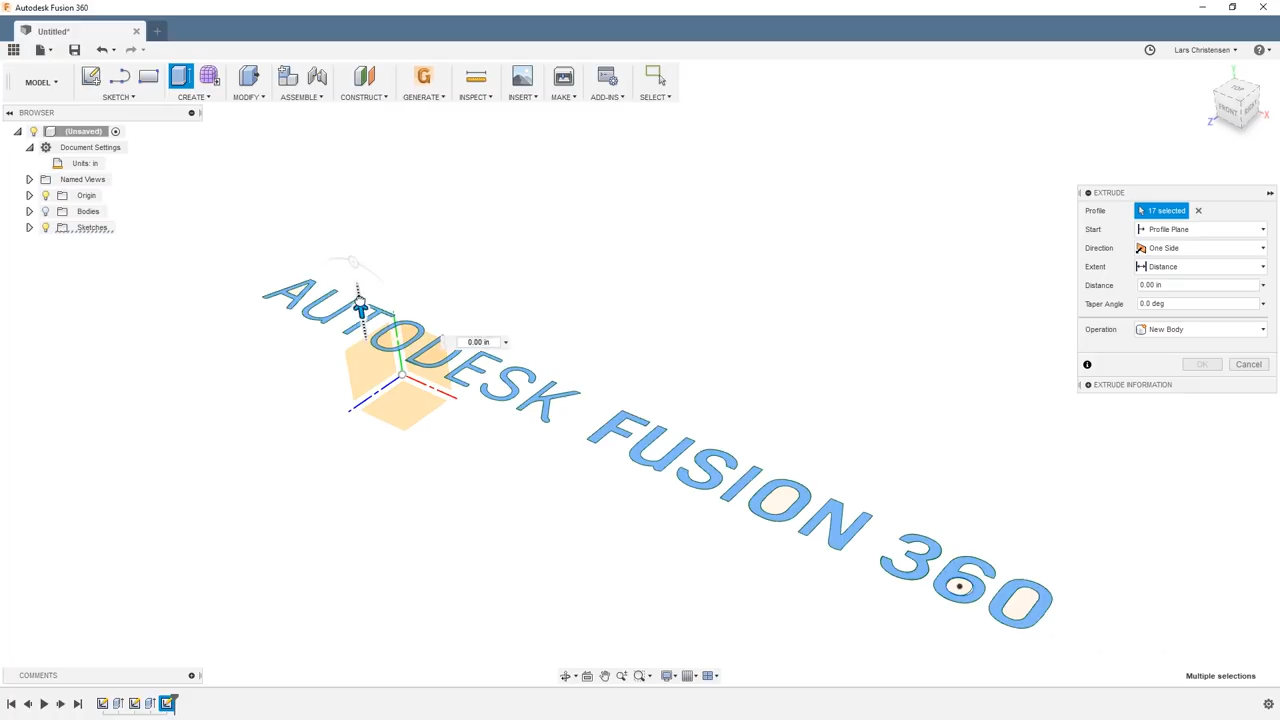 Autodesk Fusion 360
Untitled*
Lars Christensen
MODEL
SKETCH
CREATE
MODIFY
ASSEMBLE
CONSTRUCT
GENERATE
INSPECT
INSERT
MAKE
ADD-INS
SELECT
G
TOP
FRONT
RIGHT
Y
Z
X
BROWSER
(Unsaved)
Document Settings
Units: in
Named Views
Origin
Bodies
Sketches
EXTRUDE
Profile 17 selected
Start Profile Plane
Direction One Side
Extent Distance
Distance 0.00 in
Taper Angle 0.0 deg
Operation New Body
OK Cancel
EXTRUDE INFORMATION
0.00 in
AUTODESK FUSION 360
COMMENTS
Multiple selections